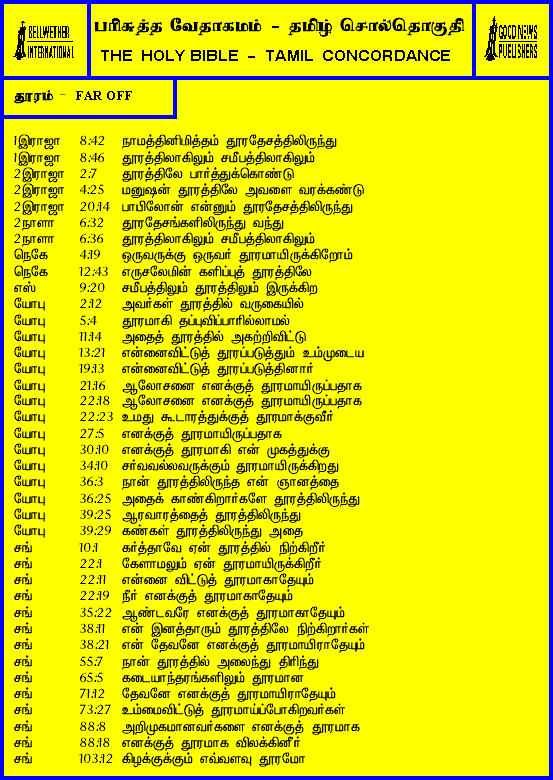 BELLWETHER
INTERNATIONAL
பரிசுத்த வேதாகமம் - தமிழ் சொல்தொகுதி
THE HOLY BIBLE - TAMIL CONCORDANCE
GOOD NEWS
PUBLISHERS
தூரம் - FAR OFF
1இராஜா 8:42 நாமத்தினிமித்தம் தூரதேசத்திலிருந்து
1இராஜா 8:46 தூரத்திலாகிலும் சமீபத்திலாகிலும்
2இராஜா 2:7 தூரத்திலே பார்த்துக்கொண்டு
2இராஜா 4:25 மனுஷன் தூரத்திலே அவளை வரக்கண்டு
2இராஜா 20:14 பாபிலோன் என்னும் தூரதேசத்திலிருந்து
2நாளா 6:32 தூரதேசங்களிலிருந்து வந்து
2நாளா 6:36 தூரத்திலாகிலும் சமீபத்திலாகிலும்
நெகே 4:19 ஒருவருக்கு ஒருவர் தூரமாயிருக்கிறோம்
நெகே 12:43 எருசலேமின் களிப்புத் தூரத்திலே
எஸ் 9:20 சமீபத்திலும் தூரத்திலும் இருக்கிற
யோபு 2:12 அவர்கள் தூரத்தில் வருகையில்
யோபு 5:4 தூரமாகி தப்புவிப்பாரில்லாமல்
யோபு 11:14 அதைத் தூரத்தில் அகற்றிவிட்டு
யோபு 13:21 என்னைவிட்டுத் தூரப்படுத்தும் உம்முடைய
யோபு 19:13 என்னைவிட்டுத் தூரப்படுத்தினார்
யோபு 21:16 ஆலோசனை எனக்குத் தூரமாயிருப்பதாக
யோபு 22:18 ஆலோசனை எனக்குத் தூரமாயிருப்பதாக
யோபு 22:23 உமது கூடாரத்துக்குத் தூரமாக்குவீர்
யோபு 27:5 எனக்குத் தூரமாயிருப்பதாக
யோபு 30:10 எனக்குத் தூரமாகி என் முகத்துக்கு
யோபு 34:10 சர்வவல்லவருக்கும் தூரமாயிருக்கிறது
யோபு 36:3 நான் தூரத்திலிருந்த என் ஞானத்தை
யோபு 36:25 அதைக் காண்கிறார்களே தூரத்திலிருந்து
யோபு 39:25 ஆரவாரத்தைத் தூரத்திலிருந்து
யோபு 39:29 கண்கள் தூரத்திலிருந்து அதை
சங் 10:1 கர்த்தாவே ஏன் தூரத்தில் நிற்கிறீர்
சங் 22:1 கேளாமலும் ஏன் தூரமாயிருக்கிறீர்
சங் 22:11 என்னை விட்டுத் தூரமாகாதேயும்
சங் 22:19 நீர் எனக்குத் தூரமாகாதேயும்
சங் 35:22 ஆண்டவரே எனக்குத் தூரமாகாதேயும்
சங் 38:11 என் இனத்தாரும் தூரத்திலே நிற்கிறார்கள்
சங் 38:21 என் தேவனே எனக்குத் தூரமாயிராதேயும்
சங் 55:7 நான் தூரத்தில் அலைந்து திரிந்து
சங் 65:5 கடையாந்தரங்களிலும் தூரமான
சங் 71:12 தேவனே எனக்குத் தூரமாயிராதேயும்
சங் 73:27 உம்மைவிட்டுத் தூரமாய்ப்போகிறவர்கள்
சங் 88:8 அறிமுகமானவர்களை எனக்குத் தூரமாக
சங் 88:18 எனக்குத் தூரமாக விலக்கினீர்
சங் 103:12 கிழக்குக்கும் எவ்வளவு தூரமோ